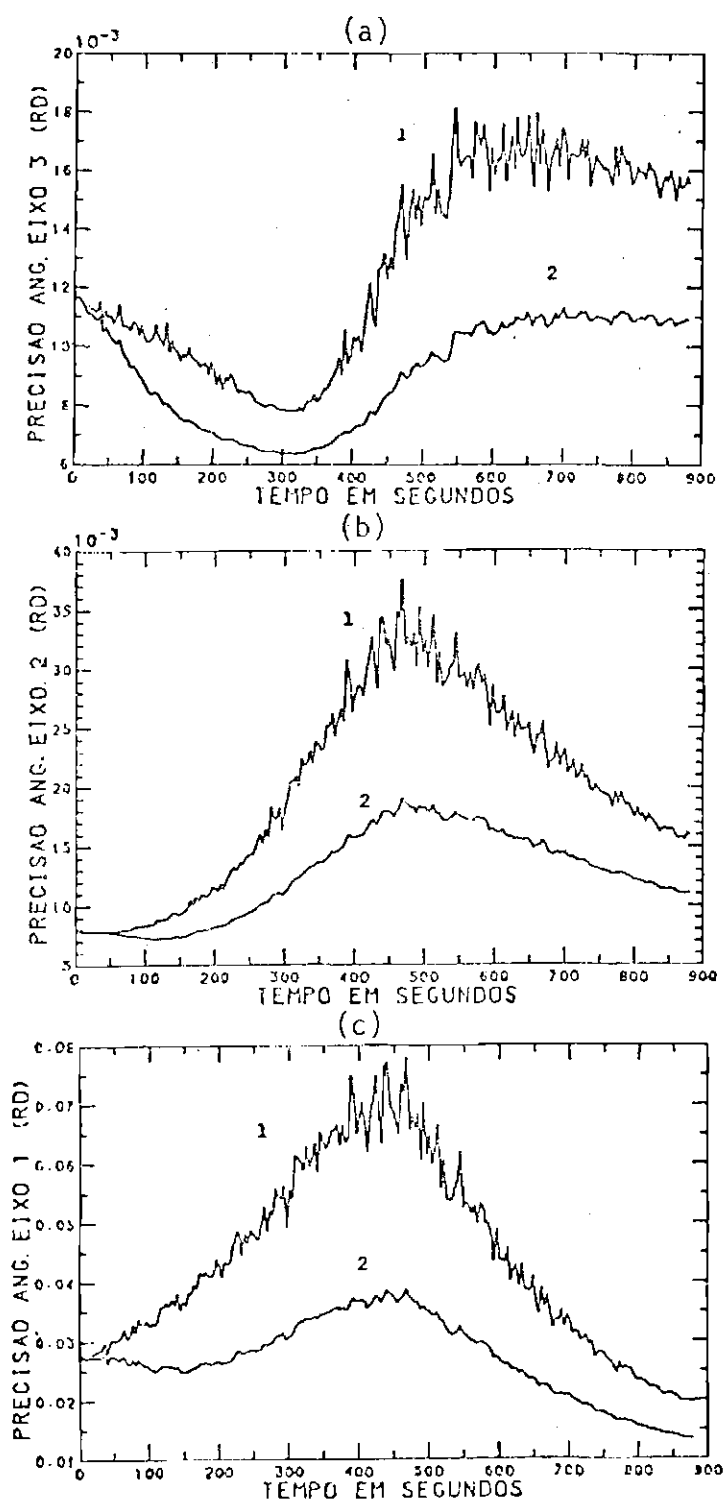 (a)
10⁻³
20
18
16
14
12
10
8
6
PRECISAO ANG. EIXO 3 (RD)
1
2
0 100 200 300 400 500 600 700 800 900
TEMPO EM SEGUNDOS
(b)
10⁻³
40
35
30
25
20
15
10
5
PRECISAO ANG. EIXO. 2 (RD)
1
2
0 100 200 300 400 500 600 700 800 900
TEMPO EM SEGUNDOS
(c)
0.08
0.07
0.06
0.05
0.04
0.03
0.02
0.01
PRECISAO ANG. EIXO 1 (RD)
1
2
0 100 200 300 400 500 600 700 800 900
TEMPO EM SEGUNDOS